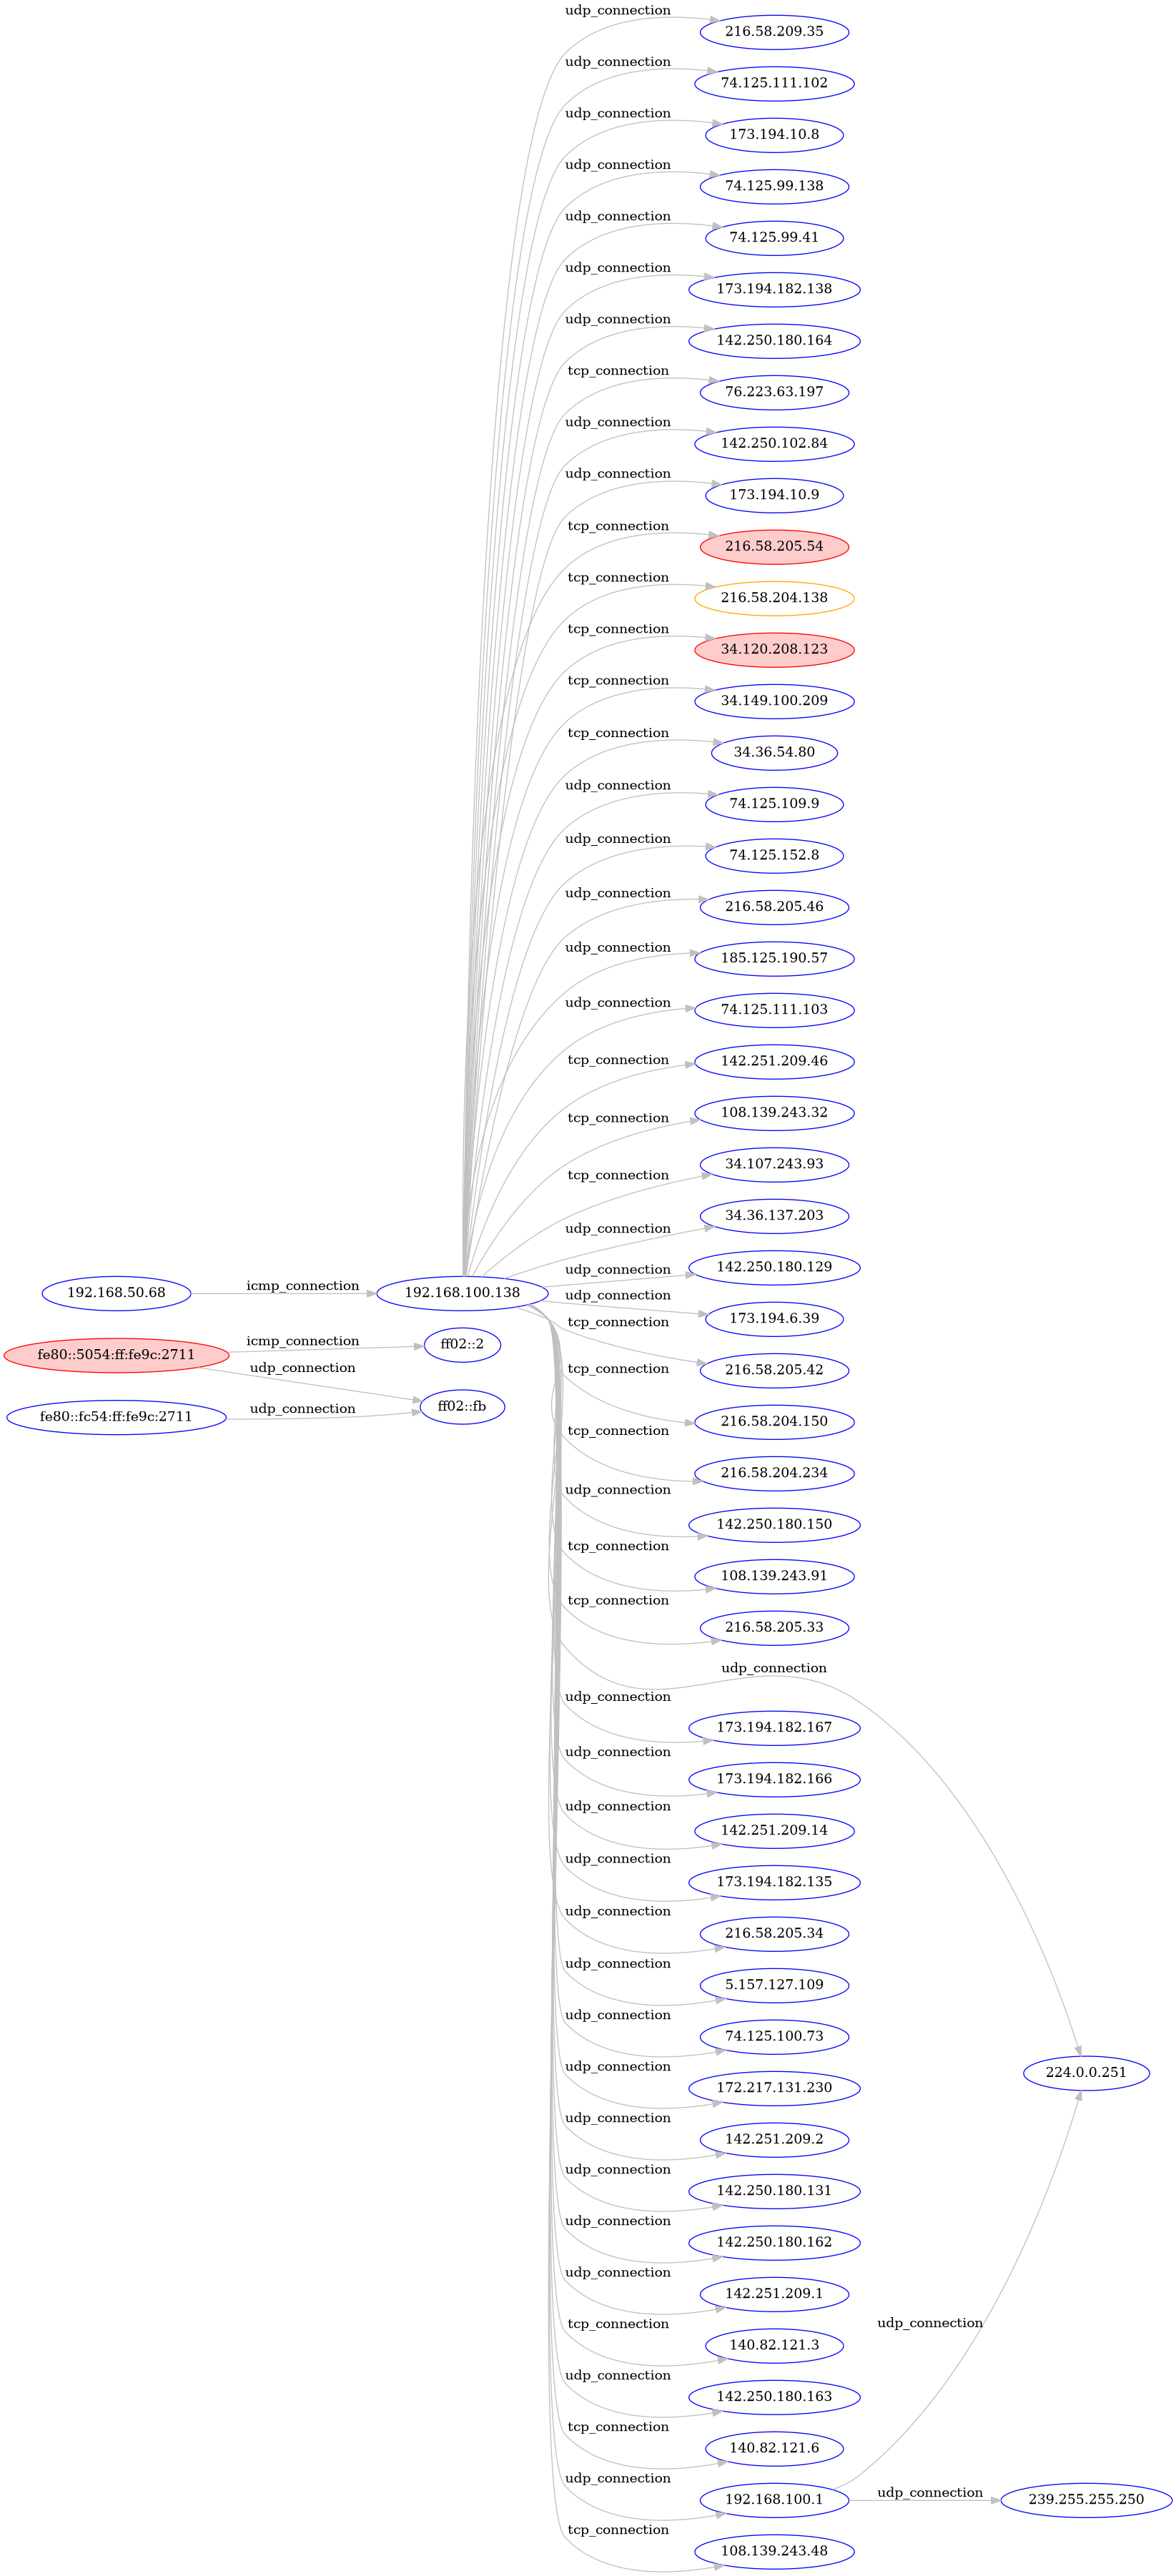 udp_connection
216.58.209.35
udp_connection
74.125.111.102
udp_connection
173.194.10.8
udp_connection
74.125.99.138
udp_connection
74.125.99.41
udp_connection
173.194.182.138
udp_connection
142.250.180.164
tcp_connection
76.223.63.197
udp_connection
142.250.102.84
udp_connection
173.194.10.9
tcp_connection
216.58.205.54
tcp_connection
216.58.204.138
tcp_connection
34.120.208.123
tcp_connection
34.149.100.209
tcp_connection
34.36.54.80
udp_connection
74.125.109.9
udp_connection
74.125.152.8
udp_connection
216.58.205.46
udp_connection
185.125.190.57
udp_connection
74.125.111.103
tcp_connection
142.251.209.46
tcp_connection
108.139.243.32
tcp_connection
34.107.243.93
udp_connection
34.36.137.203
udp_connection
142.250.180.129
192.168.50.68
icmp_connection
192.168.100.138
udp_connection
173.194.6.39
tcp_connection
fe80::5054:ff:fe9c:2711
icmp_connection
ff02::2
udp_connection
216.58.205.42
tcp_connection
fe80::fc54:ff:fe9c:2711
udp_connection
ff02::fb
216.58.204.150
tcp_connection
216.58.204.234
udp_connection
142.250.180.150
tcp_connection
108.139.243.91
tcp_connection
216.58.205.33
udp_connection
udp_connection
173.194.182.167
udp_connection
173.194.182.166
udp_connection
142.251.209.14
udp_connection
173.194.182.135
udp_connection
216.58.205.34
udp_connection
5.157.127.109
udp_connection
74.125.100.73
udp_connection
224.0.0.251
172.217.131.230
udp_connection
142.251.209.2
udp_connection
142.250.180.131
udp_connection
142.250.180.162
udp_connection
142.251.209.1
tcp_connection
udp_connection
140.82.121.3
udp_connection
142.250.180.163
tcp_connection
140.82.121.6
udp_connection
192.168.100.1
udp_connection
239.255.255.250
tcp_connection
108.139.243.48